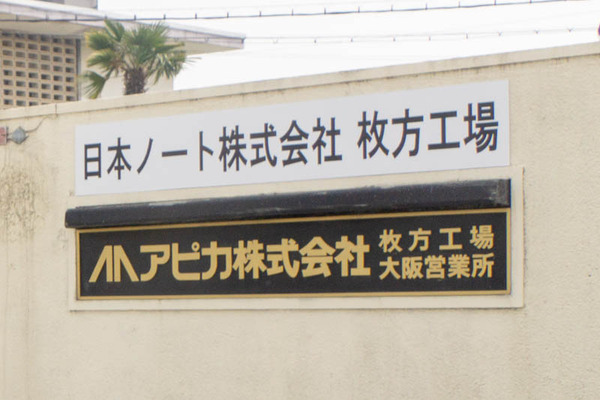 日本ノート株式会社 枚方工場
アピカ株式会社 枚方工場
大阪営業所